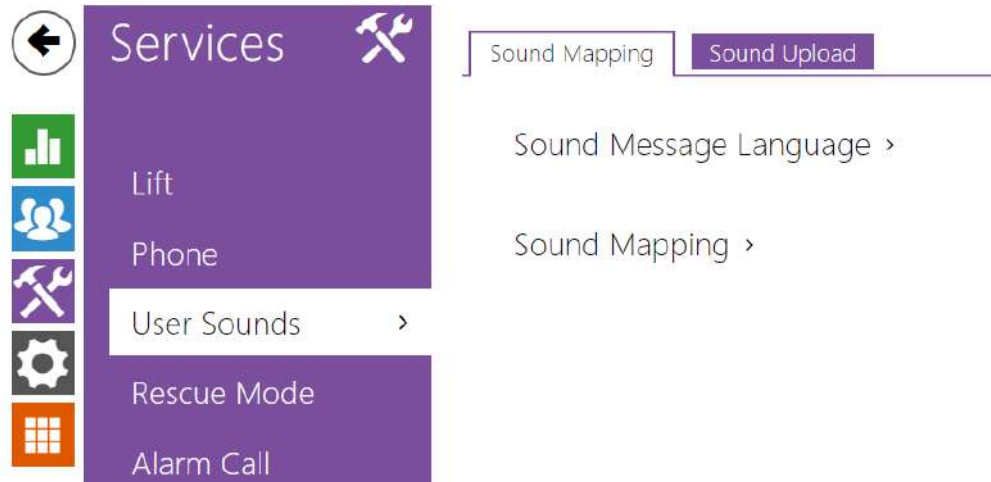 Services
Lift
Phone
User Sounds
Rescue Mode
Alarm Call
Sound Mapping
Sound Upload
Sound Message Language
Sound Mapping